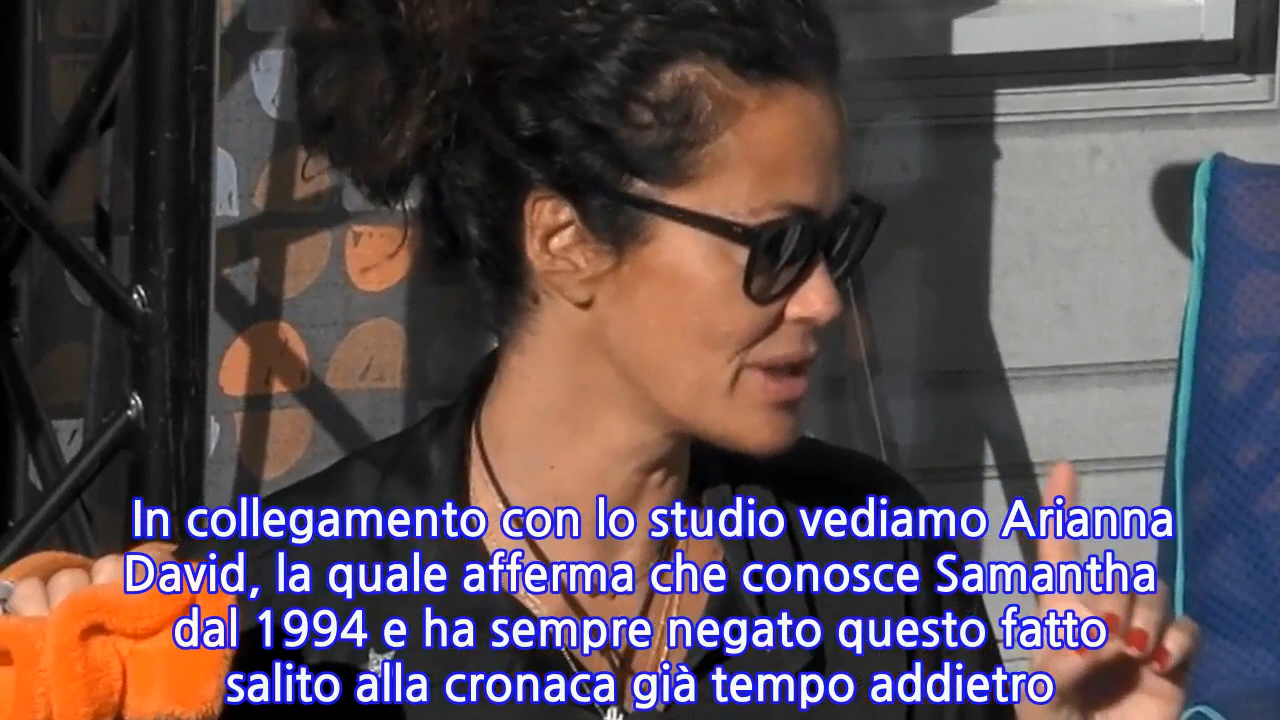 In collegamento con lo studio vediamo Arianna
David, la quale afferma che conosce Samantha
dal 1994 e ha sempre negato questo fatto
salito alla cronaca già tempo addietro